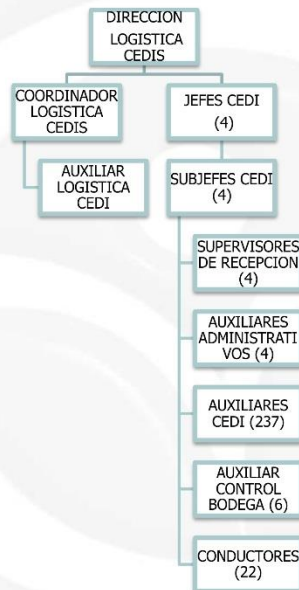 DIRECCION
LOGISTICA
CEDIS
COORDINADOR
LOGISTICA
CEDIS
JEFES CEDI
(4)
AUXILIAR
LOGISTICA
CEDI
SUBJEFES CEDI
(4)
SUPERVISORES
DE RECEPCION
(4)
AUXILIARES
ADMINISTRATI
VOS (4)
AUXILIARES
CEDI (237)
AUXILIAR
CONTROL
BODEGA (6)
CONDUCTORES
(22)